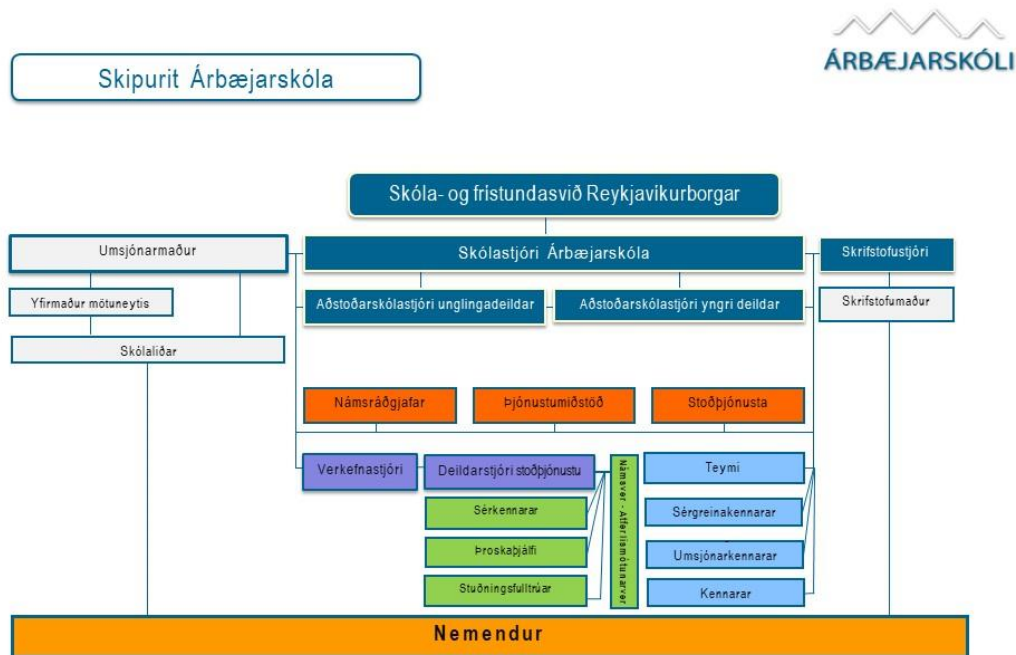 ÁRBÆJARSKÓLI
Skipurit Árbæjarskóla
Skóla- og frístundasvið Reykjavíkurborgar
Umsjónarmaður
Skólastjóri Árbæjarskóla
Skrifstofustjóri
Yfirmaður mötuneytis
Aðstoðarskólastjóri unglingadeildar
Aðstoðarskólastjóri yngri deildar
Skrifstofumaður
Skólaliðar
Námsráðgjafar
Þjónustumiðstöð
Stoðþjónusta
Verkefnastjóri
Deildarstjóri stoðþjónustu
Námsver - Atferlismótunarver
Teymi
Sérkennarar
Sérgreinakennarar
Þroskaþjálfi
Umsjónarkennarar
Stuðningsfulltrúar
Kennarar
Nemendur